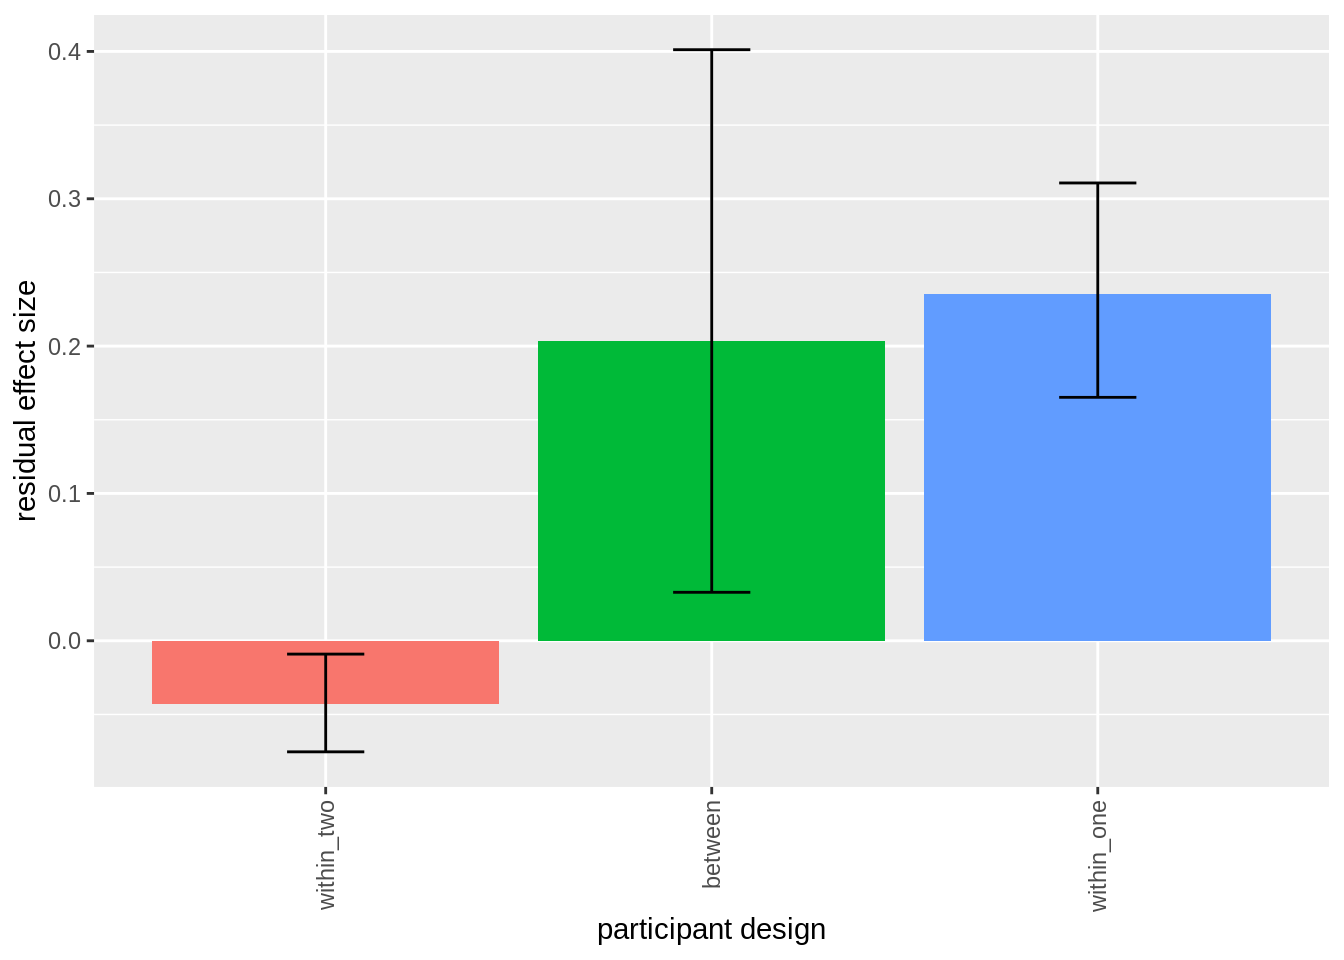 0.4
0.3
0.2
0.1
0.0
residual effect size
within_two
between
within_one
participant design